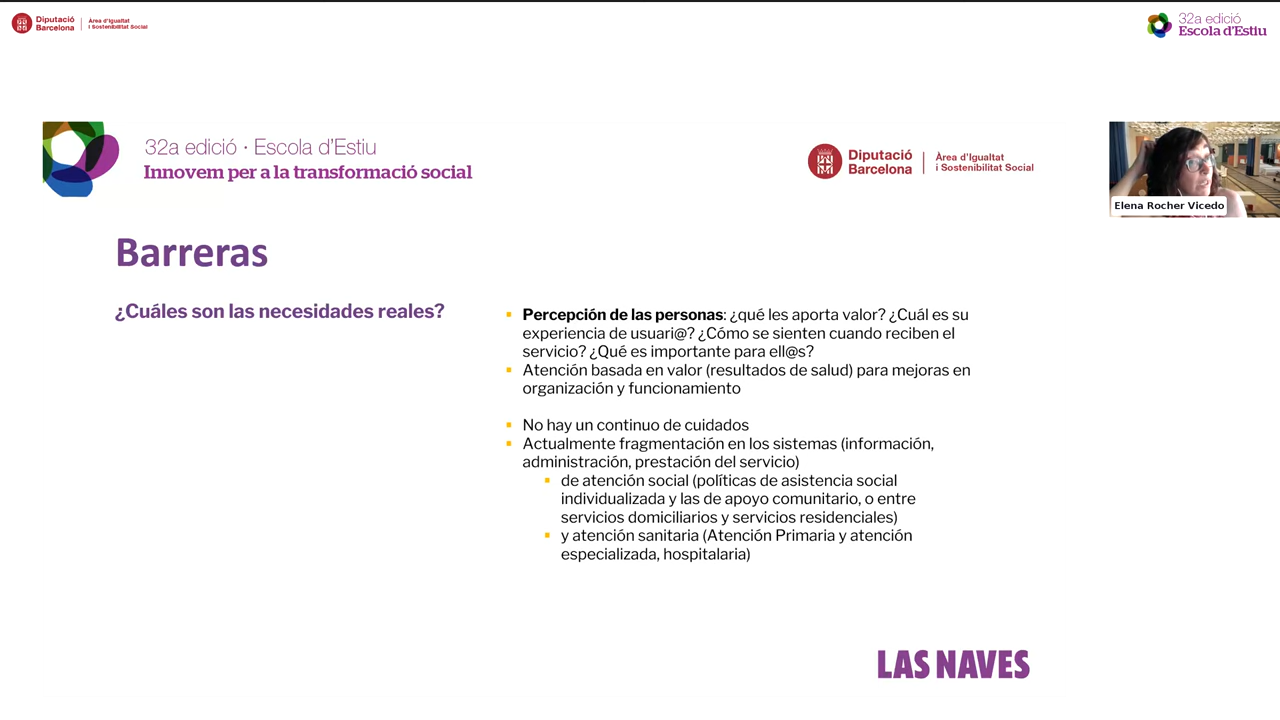 Diputació
Barcelona
Àrea d'Igualtat
i Sostenibilitat Social
32a edició
Escola d'Estiu
32a edició · Escola d'Estiu
Innovem per a la transformació social
Diputació
Barcelona
Àrea d'Igualtat
i Sostenibilitat Social
Elena Rocher Vicedo
Barreras
¿Cuáles son las necesidades reales?
▪ Percepción de las personas: ¿qué les aporta valor? ¿Cuál es su
experiencia de usuari@? ¿Cómo se sienten cuando reciben el
servicio? ¿Qué es importante para ell@s?
▪ Atención basada en valor (resultados de salud) para mejoras en
organización y funcionamiento
▪ No hay un continuo de cuidados
▪ Actualmente fragmentación en los sistemas (información,
administración, prestación del servicio)
▪ de atención social (políticas de asistencia social
individualizada y las de apoyo comunitario, o entre
servicios domiciliarios y servicios residenciales)
▪ y atención sanitaria (Atención Primaria y atención
especializada, hospitalaria)
LAS NAVES